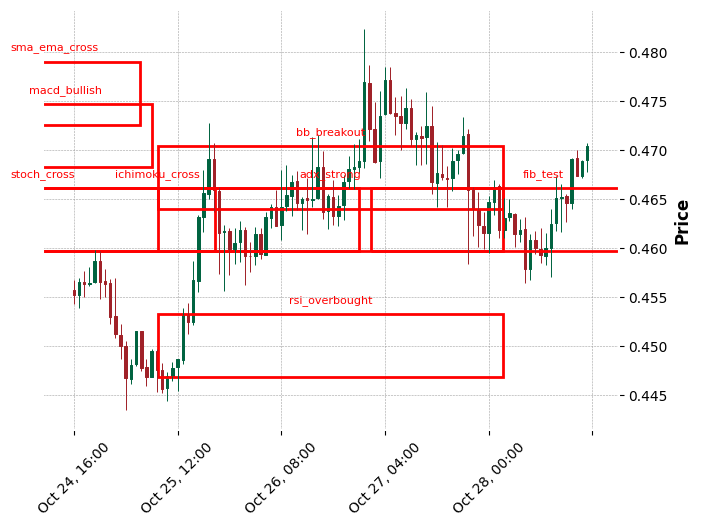 sma_ema_cross
0.480
macd_bullish
0.475
bb_breakout
0.470
stoch_cross
ichimoku_cross
adx_strong
fib_test
0.465
Price
0.460
0.455
rsi_overbought
0.450
0.445
Oct 24, 16:00
Oct 25, 12:00
Oct 26, 08:00
Oct 27, 04:00
Oct 28, 00:00